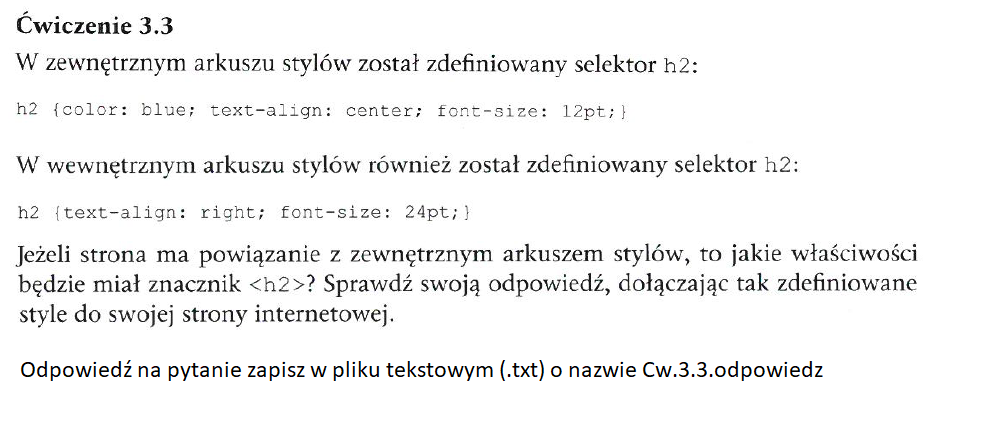 Ćwiczenie 3.3
W zewnętrznym arkuszu stylów został zdefiniowany selektor h2:
h2 {color: blue; text-align: center; font-size: 12pt;}
W wewnętrznym arkuszu stylów również został zdefiniowany selektor h2:
h2 {text-align: right; font-size: 24pt;}
Jeżeli strona ma powiązanie z zewnętrznym arkuszem stylów, to jakie właściwości
będzie miał znacznik <h2>? Sprawdź swoją odpowiedź, dołączając tak zdefiniowane
style do swojej strony internetowej.
Odpowiedź na pytanie zapisz w pliku tekstowym (.txt) o nazwie Cw.3.3.odpowiedz